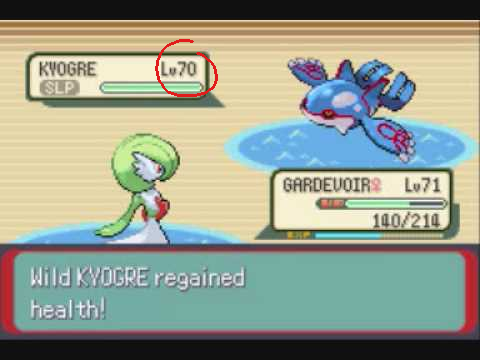 KYOGRE Lv70
SLP
GARDEVOIR♀ Lv71
140/214
Wild KYOGRE regained
health!